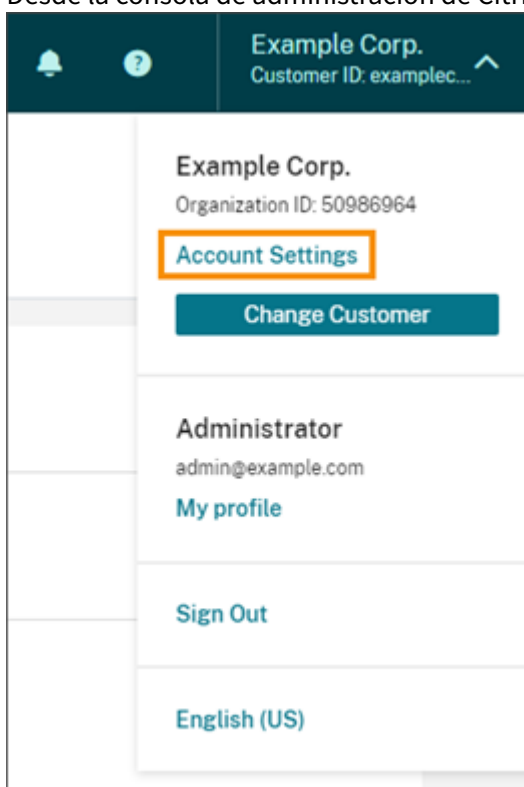 Desde la consola de administración de Citri
?
Example Corp.
Customer ID: examplec...
Example Corp.
Organization ID: 50986964
Account Settings
Change Customer
Administrator
admin@example.com
My profile
Sign Out
English (US)